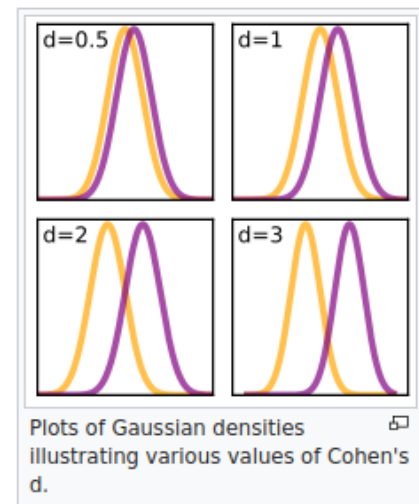 d=0.5
d=1
d=2
d=3
Plots of Gaussian densities
illustrating various values of Cohen's
d.